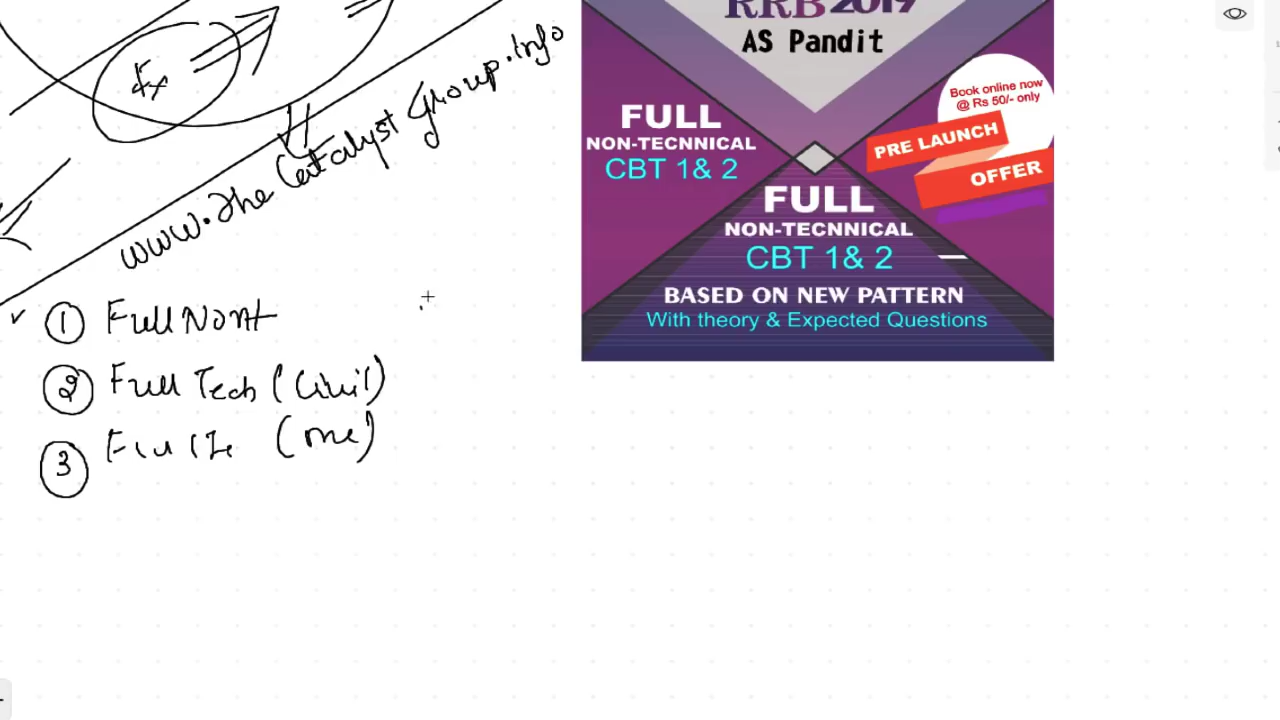 www.The Catalyst Group.info
① Full Nont
② Full Tech (Civil)
③ Full Te (me)
RRB 2019
AS Pandit
Book online now
@ Rs 50/- only
PRE LAUNCH
OFFER
FULL
NON-TECNNICAL
CBT 1& 2
FULL
NON-TECNNICAL
CBT 1& 2
BASED ON NEW PATTERN
With theory & Expected Questions